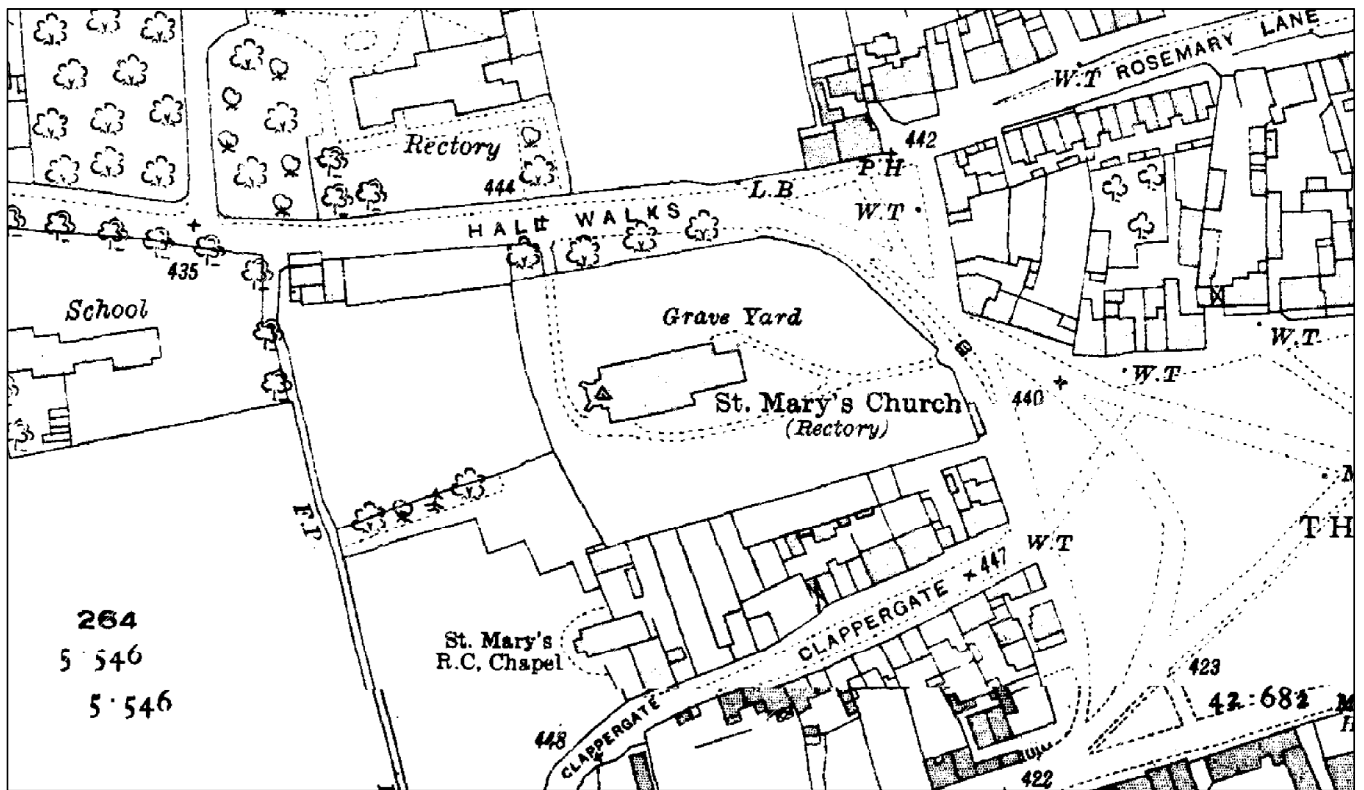 W.T ROSEMARY LANE
442
Rectory
444
P.H
L.B
W.T
HALL WALKS
435
School
Grave Yard
W.T.
W.T
St. Mary's Church
(Rectory)
440
F.P
TH
W.T
447
CLAPPERGATE
264
5·546
5·546
St. Mary's
R.C. Chapel
423
42·682
448
CLAPPERGATE
422